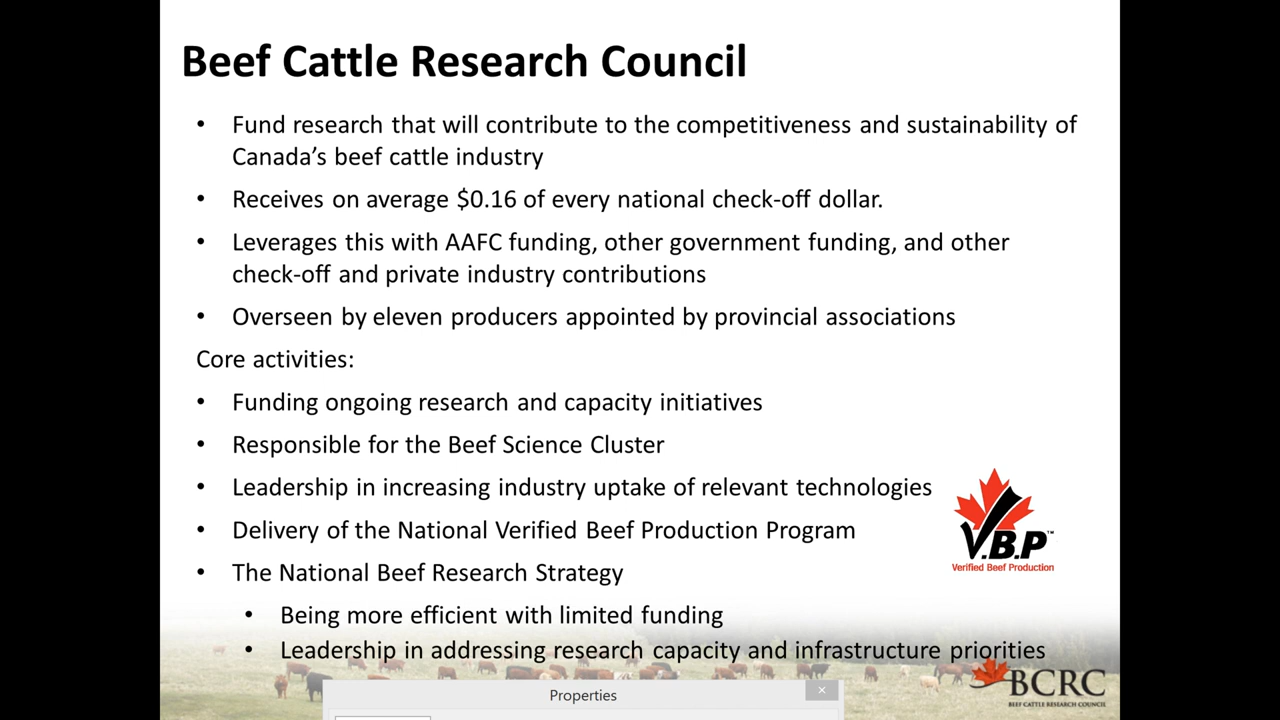 Beef Cattle Research Council
• Fund research that will contribute to the competitiveness and sustainability of
Canada's beef cattle industry
• Receives on average $0.16 of every national check-off dollar.
• Leverages this with AAFC funding, other government funding, and other
check-off and private industry contributions
• Overseen by eleven producers appointed by provincial associations
Core activities:
• Funding ongoing research and capacity initiatives
• Responsible for the Beef Science Cluster
• Leadership in increasing industry uptake of relevant technologies
• Delivery of the National Verified Beef Production Program
• The National Beef Research Strategy
• Being more efficient with limited funding
• Leadership in addressing research capacity and infrastructure priorities
V.B.P™
Verified Beef Production
BCRC
BEEF CATTLE RESEARCH COUNCIL
Properties